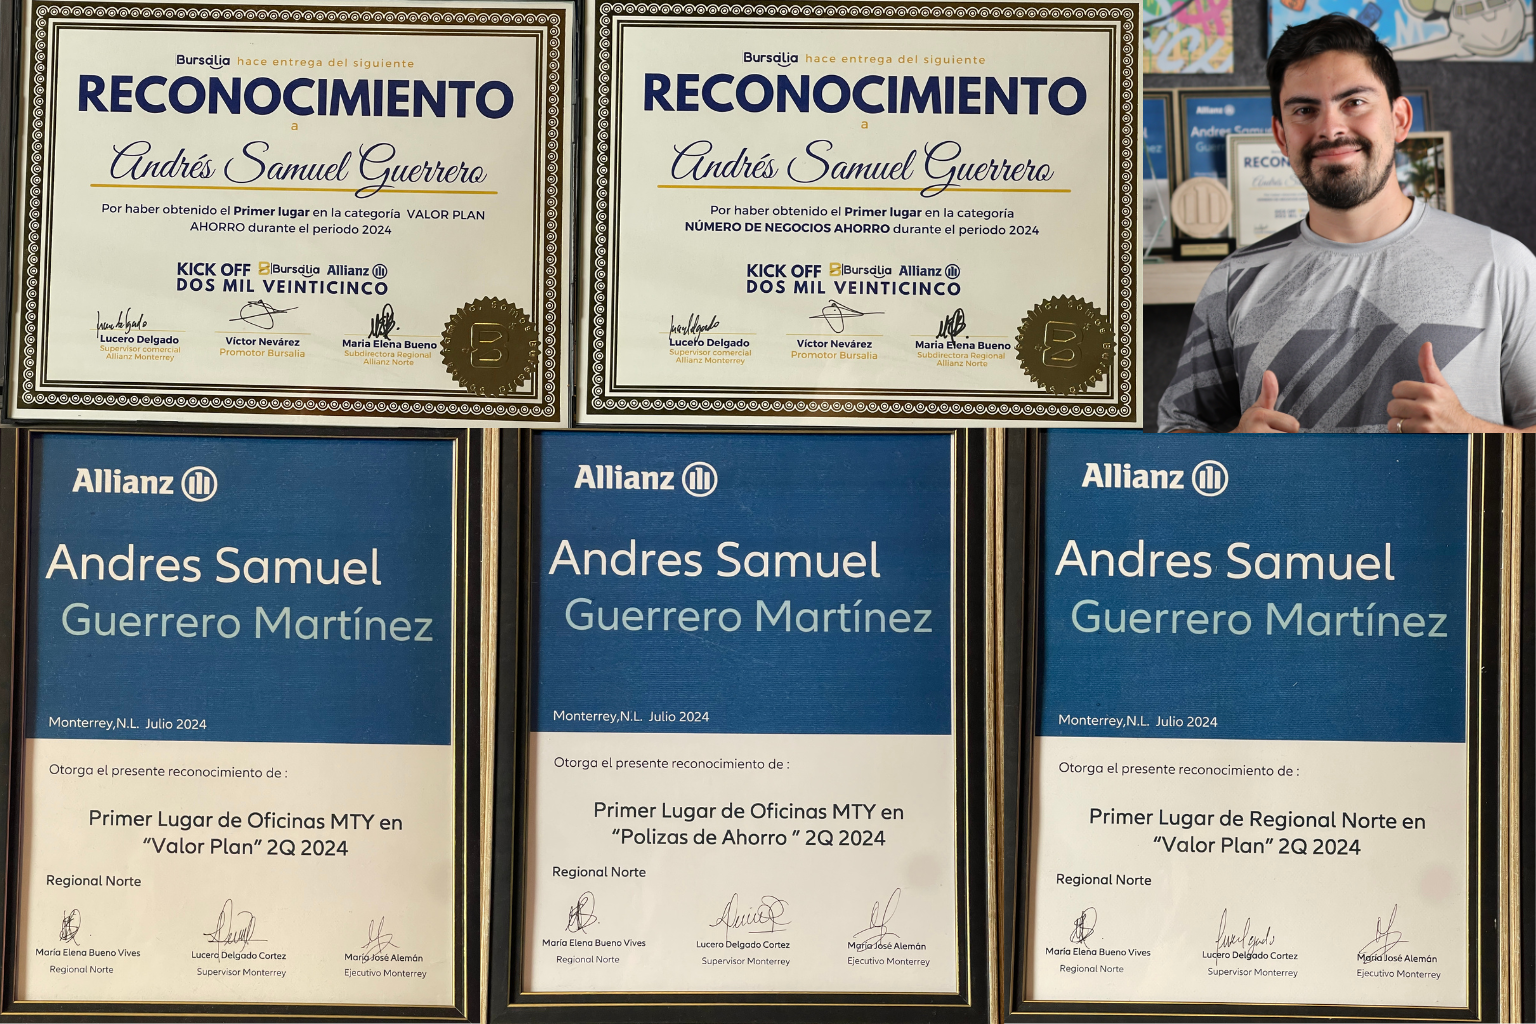 Bursalia hace entrega del siguiente
RECONOCIMIENTO
a
Andrés Samuel Guerrero
Por haber obtenido el Primer lugar en la categoría VALOR PLAN
AHORRO durante el periodo 2024
KICK OFF B Bursalia Allianz
DOS MIL VEINTICINCO
Lucero Delgado
Supervisor comercial
Allianz Monterrey
Víctor Nevárez
Promotor Bursalia
Maria Elena Bueno
Subdirectora Regional
Allianz Norte
Bursalia hace entrega del siguiente
RECONOCIMIENTO
a
Andrés Samuel Guerrero
Por haber obtenido el Primer lugar en la categoría
NÚMERO DE NEGOCIOS AHORRO durante el periodo 2024
KICK OFF B Bursalia Allianz
DOS MIL VEINTICINCO
Lucero Delgado
Supervisor comercial
Allianz Monterrey
Víctor Nevárez
Promotor Bursalia
Maria Elena Bueno
Subdirectora Regional
Allianz Norte
Allianz
Andres Samu
Guer
RECON
Allianz
Andres Samuel
Guerrero Martínez
Monterrey,N.L. Julio 2024
Otorga el presente reconocimiento de :
Primer Lugar de Oficinas MTY en
“Valor Plan” 2Q 2024
Regional Norte
María Elena Bueno Vives
Regional Norte
Lucero Delgado Cortez
Supervisor Monterrey
María José Alemán
Ejecutivo Monterrey
Allianz
Andres Samuel
Guerrero Martínez
Monterrey,N.L. Julio 2024
Otorga el presente reconocimiento de :
Primer Lugar de Oficinas MTY en
“Polizas de Ahorro ” 2Q 2024
Regional Norte
María Elena Bueno Vives
Regional Norte
Lucero Delgado Cortez
Supervisor Monterrey
María José Alemán
Ejecutivo Monterrey
Allianz
Andres Samuel
Guerrero Martínez
Monterrey,N.L. Julio 2024
Otorga el presente reconocimiento de :
Primer Lugar de Regional Norte en
“Valor Plan” 2Q 2024
Regional Norte
María Elena Bueno Vives
Regional Norte
Lucero Delgado Cortez
Supervisor Monterrey
María José Alemán
Ejecutivo Monterrey